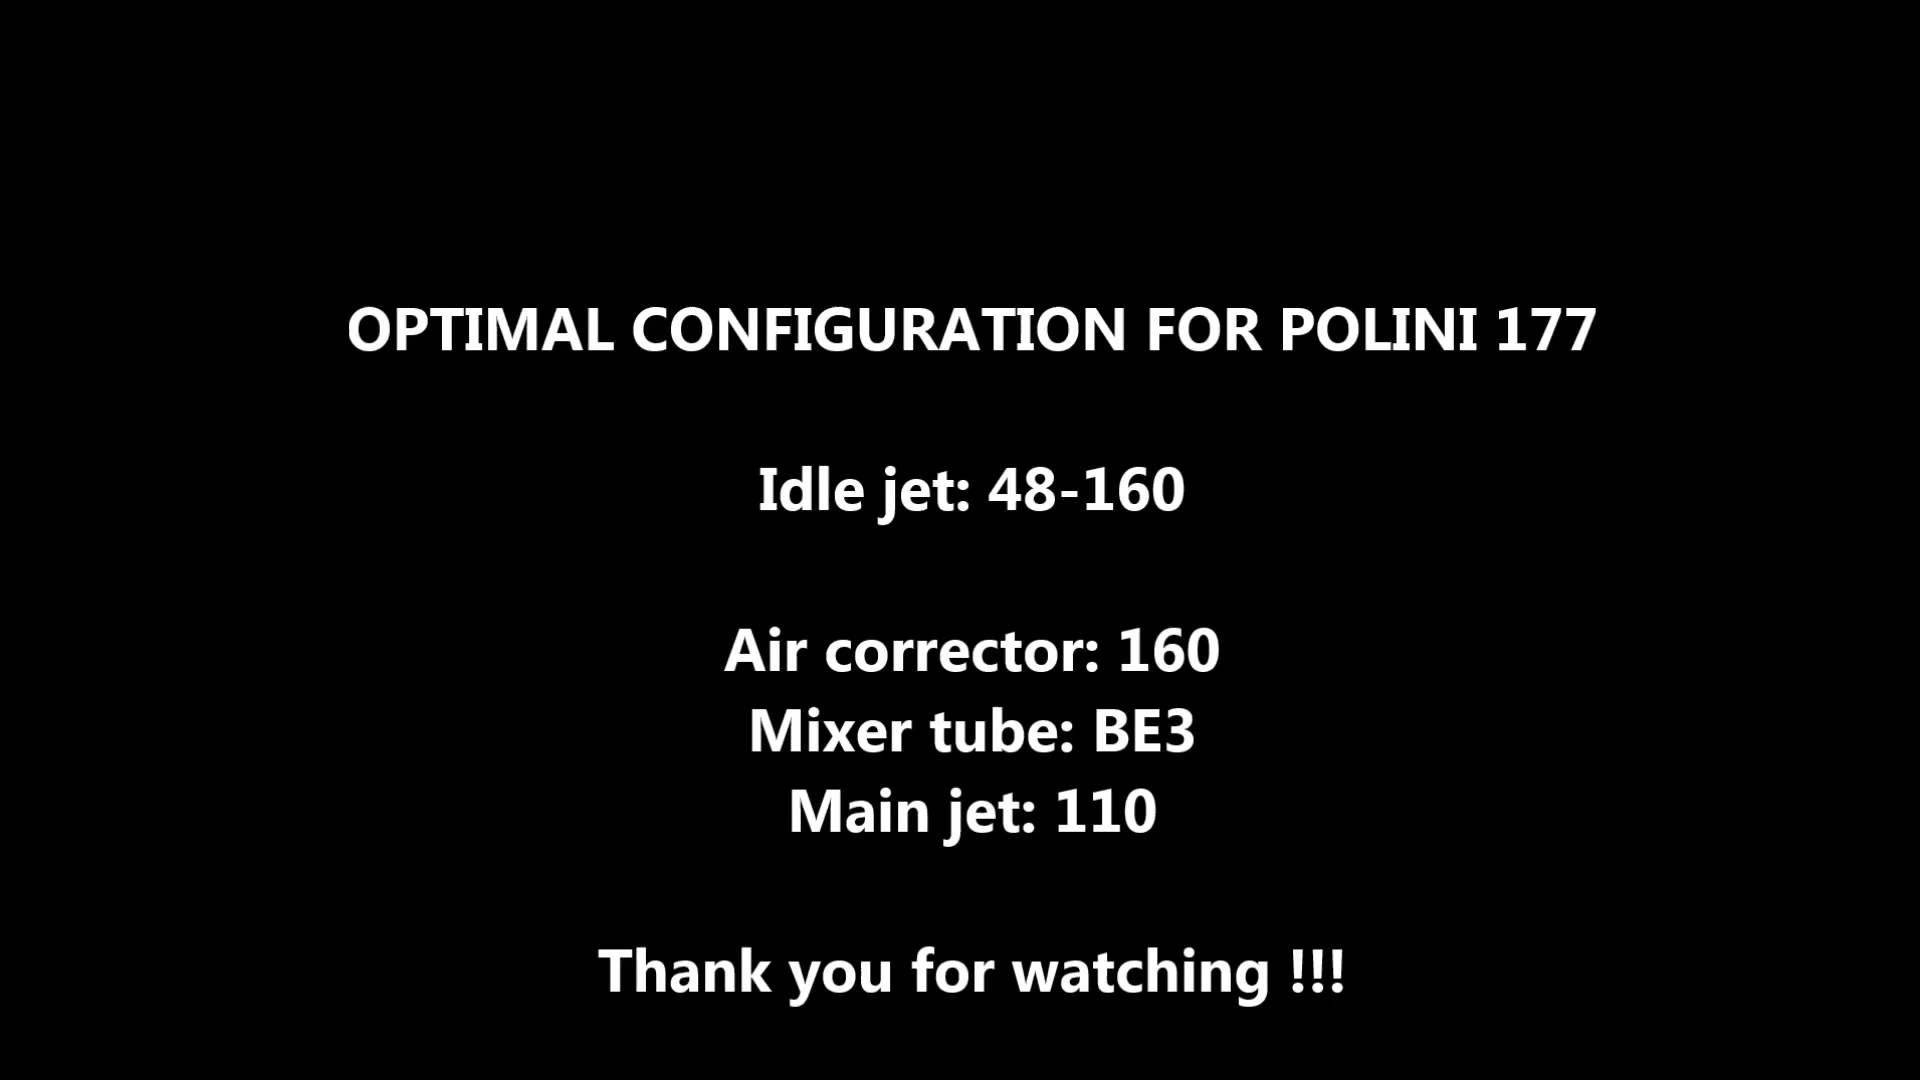 OPTIMAL CONFIGURATION FOR POLINI 177
Idle jet: 48-160
Air corrector: 160
Mixer tube: BE3
Main jet: 110
Thank you for watching !!!